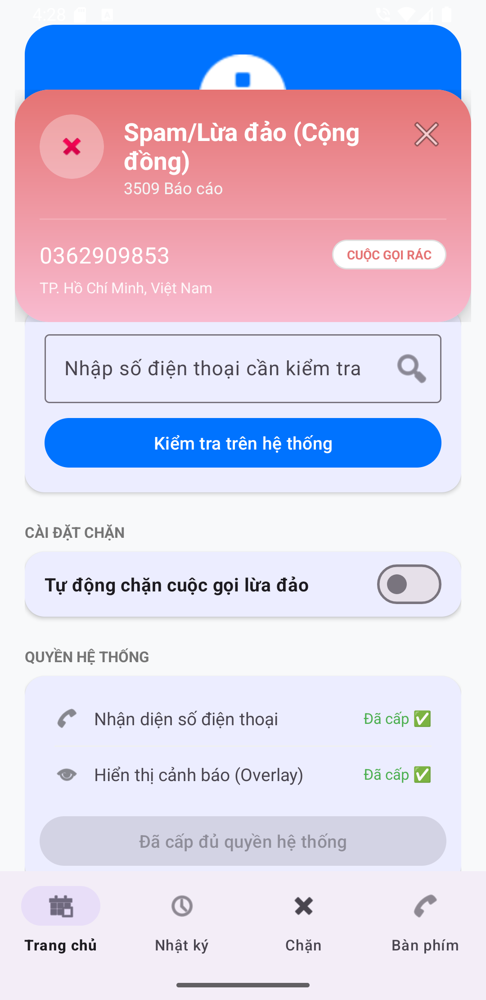 4:28
Spam/Lừa đảo (Cộng
đồng)
3509 Báo cáo
0362909853
CUỘC GỌI RÁC
TP. Hồ Chí Minh, Việt Nam
Nhập số điện thoại cần kiểm tra
Kiểm tra trên hệ thống
CÀI ĐẶT CHẶN
Tự động chặn cuộc gọi lừa đảo
QUYỀN HỆ THỐNG
Nhận diện số điện thoại
Đã cấp ✅
Hiển thị cảnh báo (Overlay)
Đã cấp ✅
Đã cấp đủ quyền hệ thống
Trang chủ
Nhật ký
Chặn
Bàn phím